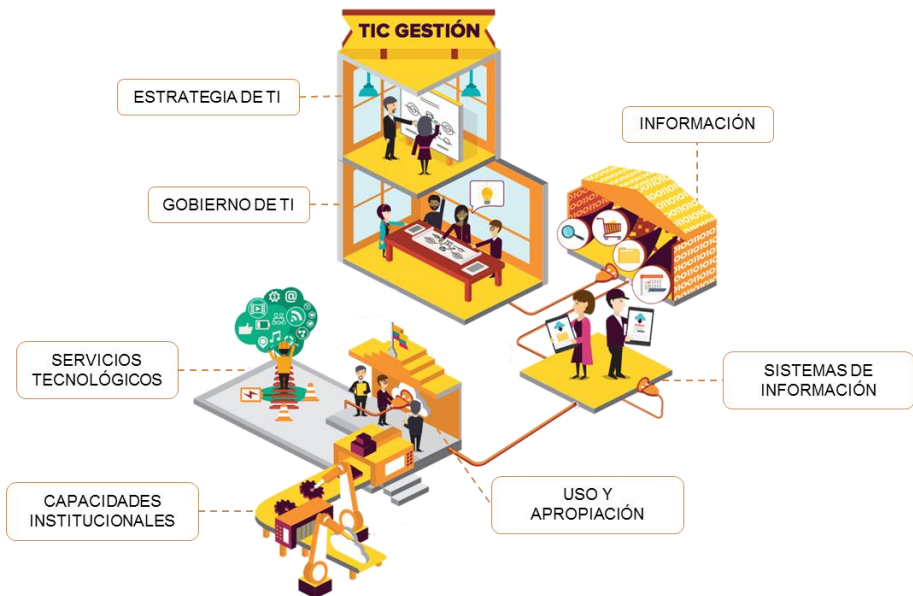 TIC GESTIÓN
ESTRATEGIA DE TI
INFORMACIÓN
GOBIERNO DE TI
SERVICIOS
TECNOLÓGICOS
SISTEMAS DE
INFORMACIÓN
CAPACIDADES
INSTITUCIONALES
USO Y
APROPIACIÓN